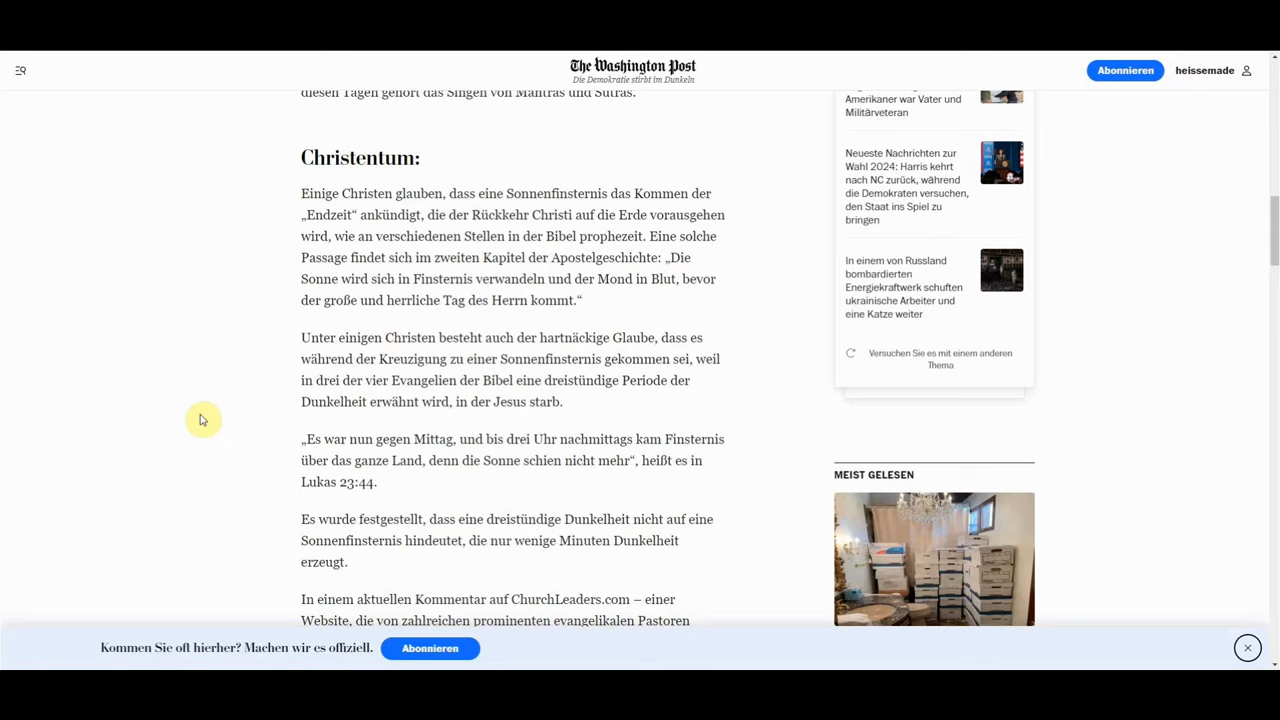 The Washington Post
Die Demokratie stirbt im Dunkeln
Abonnieren
heissemade
diesen Tagen gehört das Singen von Mantras und Sutras.
Christentum:
Einige Christen glauben, dass eine Sonnenfinsternis das Kommen der
„Endzeit“ ankündigt, die der Rückkehr Christi auf die Erde vorausgehen
wird, wie an verschiedenen Stellen in der Bibel prophezeit. Eine solche
Passage findet sich im zweiten Kapitel der Apostelgeschichte: „Die
Sonne wird sich in Finsternis verwandeln und der Mond in Blut, bevor
der große und herrliche Tag des Herrn kommt.“
Unter einigen Christen besteht auch der hartnäckige Glaube, dass es
während der Kreuzigung zu einer Sonnenfinsternis gekommen sei, weil
in drei der vier Evangelien der Bibel eine dreistündige Periode der
Dunkelheit erwähnt wird, in der Jesus starb.
„Es war nun gegen Mittag, und bis drei Uhr nachmittags kam Finsternis
über das ganze Land, denn die Sonne schien nicht mehr“, heißt es in
Lukas 23:44.
Es wurde festgestellt, dass eine dreistündige Dunkelheit nicht auf eine
Sonnenfinsternis hindeutet, die nur wenige Minuten Dunkelheit
erzeugt.
In einem aktuellen Kommentar auf ChurchLeaders.com – einer
Website, die von zahlreichen prominenten evangelikalen Pastoren
Amerikaner war Vater und
Militärveteran
Neueste Nachrichten zur
Wahl 2024: Harris kehrt
nach NC zurück, während
die Demokraten versuchen,
den Staat ins Spiel zu
bringen
In einem von Russland
bombardierten
Energiekraftwerk schuften
ukrainische Arbeiter und
eine Katze weiter
Versuchen Sie es mit einem anderen
Thema
MEIST GELESEN
Kommen Sie oft hierher? Machen wir es offiziell.
Abonnieren